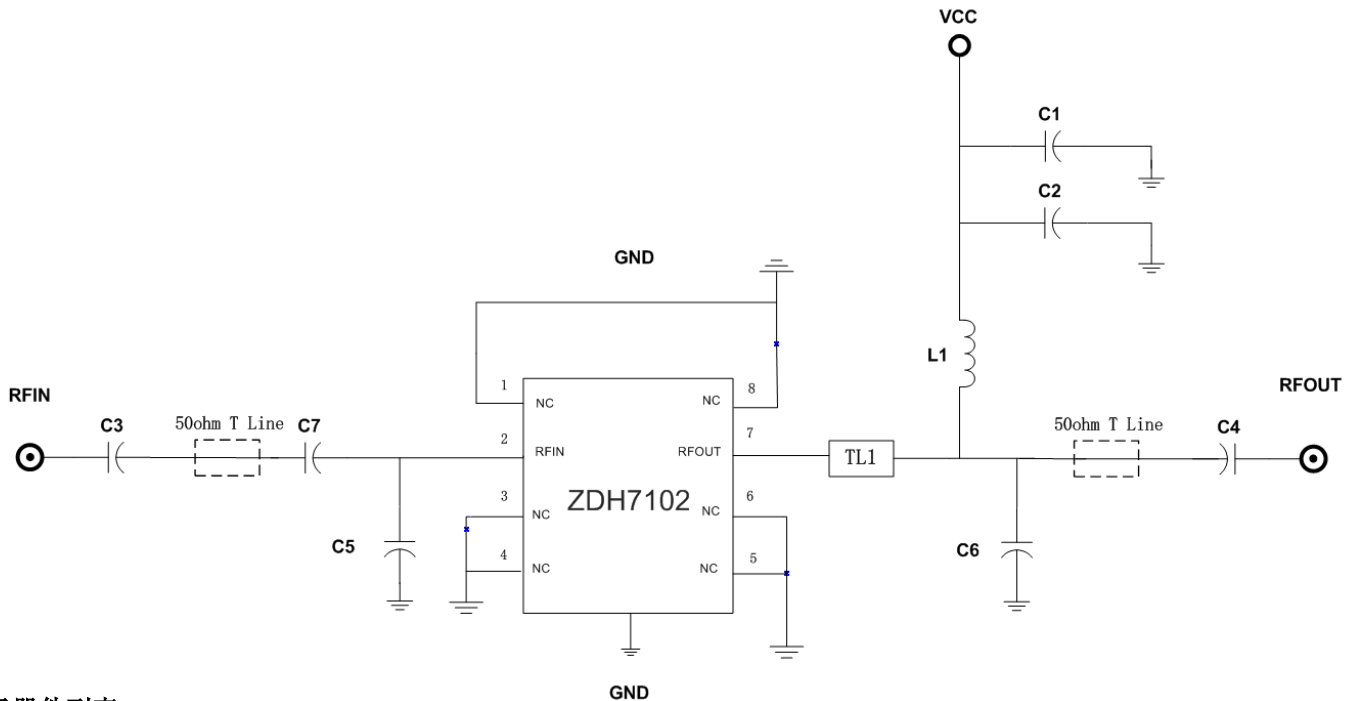 VCC
C1
C2
GND
L1
RFIN
RFOUT
1
8
NC
NC
C3
50ohm T Line
C7
2
7
50ohm T Line
C4
RFIN
RFOUT
TL1
3
ZDH7102
6
NC
NC
C5
4
5
C6
NC
NC
GND